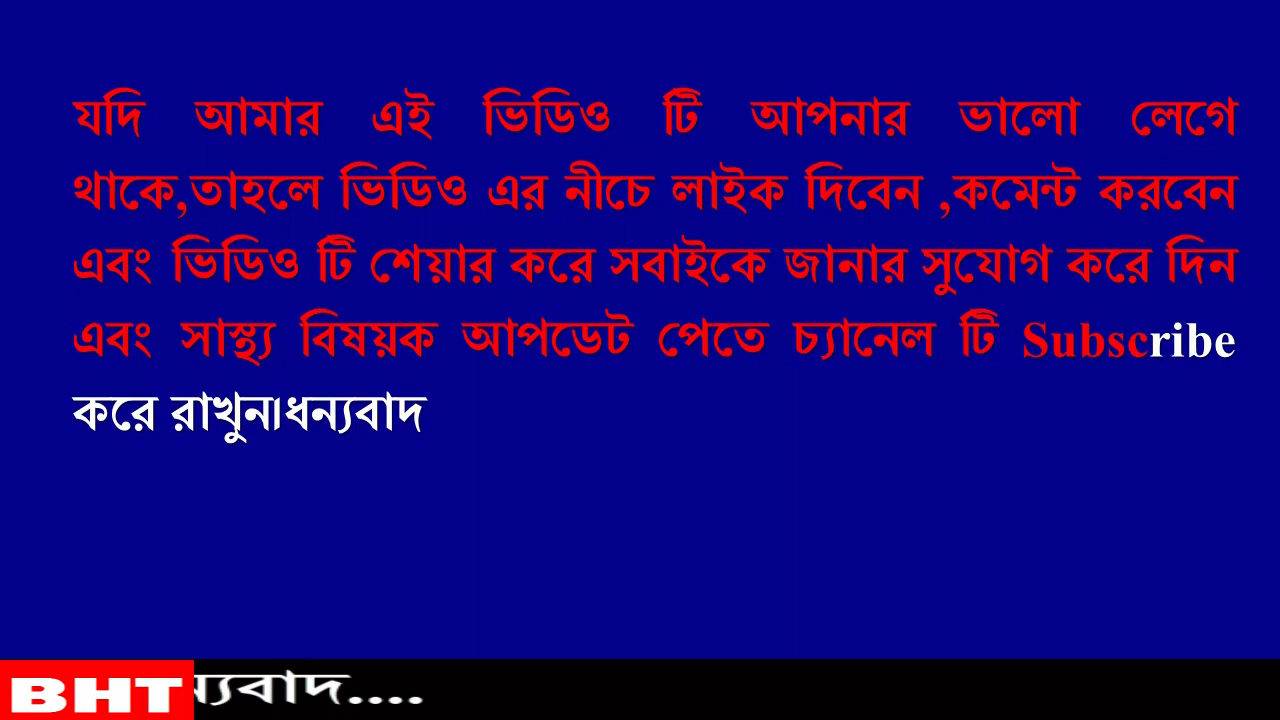 যদি আমার এই ভিডিও টি আপনার ভালো লেগে
থাকে,তাহলে ভিডিও এর নীচে লাইক দিবেন ,কমেন্ট করবেন
এবং ভিডিও টি শেয়ার করে সবাইকে জানার সুযোগ করে দিন
এবং সাস্থ্য বিষয়ক আপডেট পেতে চ্যানেল টি Subscribe
করে রাখুন।ধন্যবাদ
BHT ন্যবাদ....